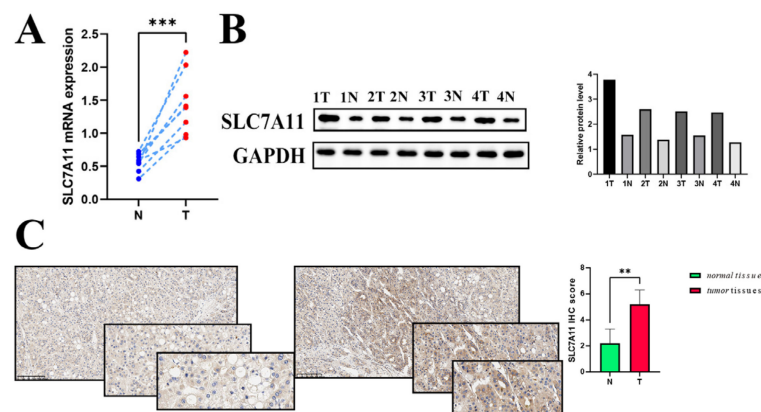 A
***
SLC7A11 mRNA expression
2.5
2.0
1.5
1.0
0.5
0.0
N T
B
1T 1N 2T 2N 3T 3N 4T 4N
SLC7A11
GAPDH
Relative protein level
4
3
2
1
0
1T 1N 2T 2N 3T 3N 4T 4N
C
SLC7A11 IHC score
8
6
4
2
0
**
N T
normal tissue
tumor tissues